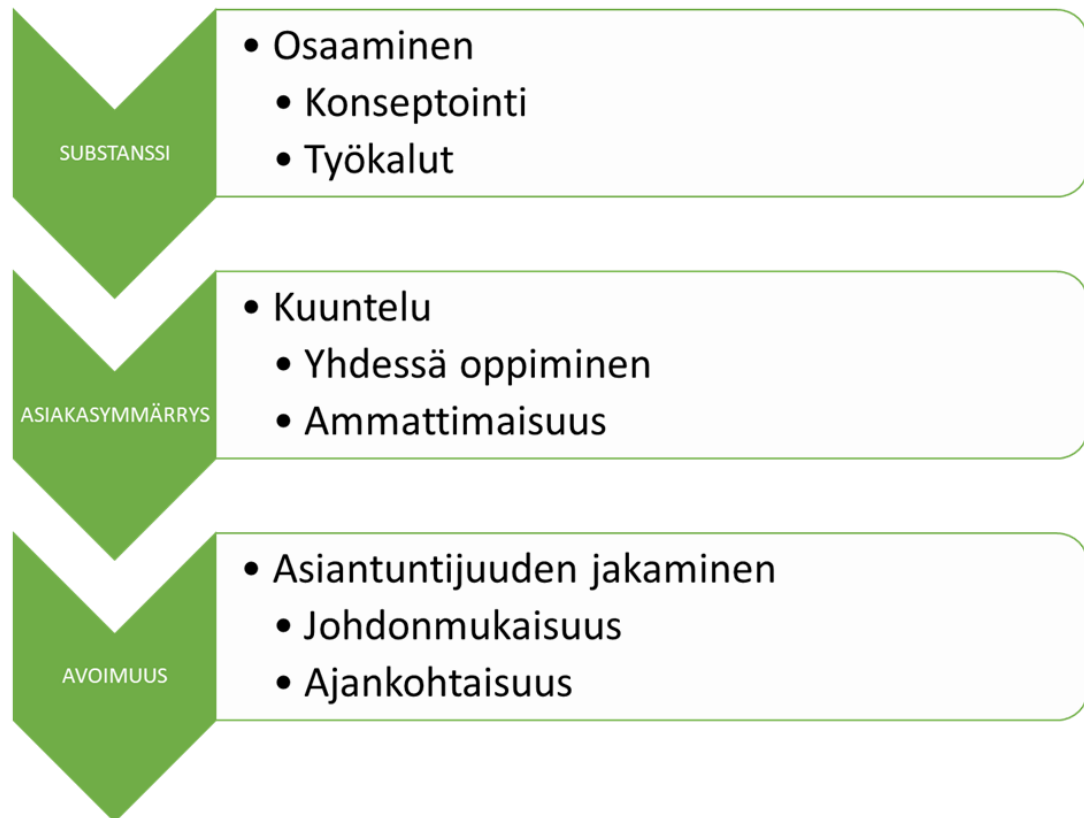 SUBSTANSSI
• Osaaminen
• Konseptointi
• Työkalut
ASIAKASYMMÄRRYS
• Kuuntelu
• Yhdessä oppiminen
• Ammattimaisuus
AVOIMUUS
• Asiantuntijuuden jakaminen
• Johdonmukaisuus
• Ajankohtaisuus